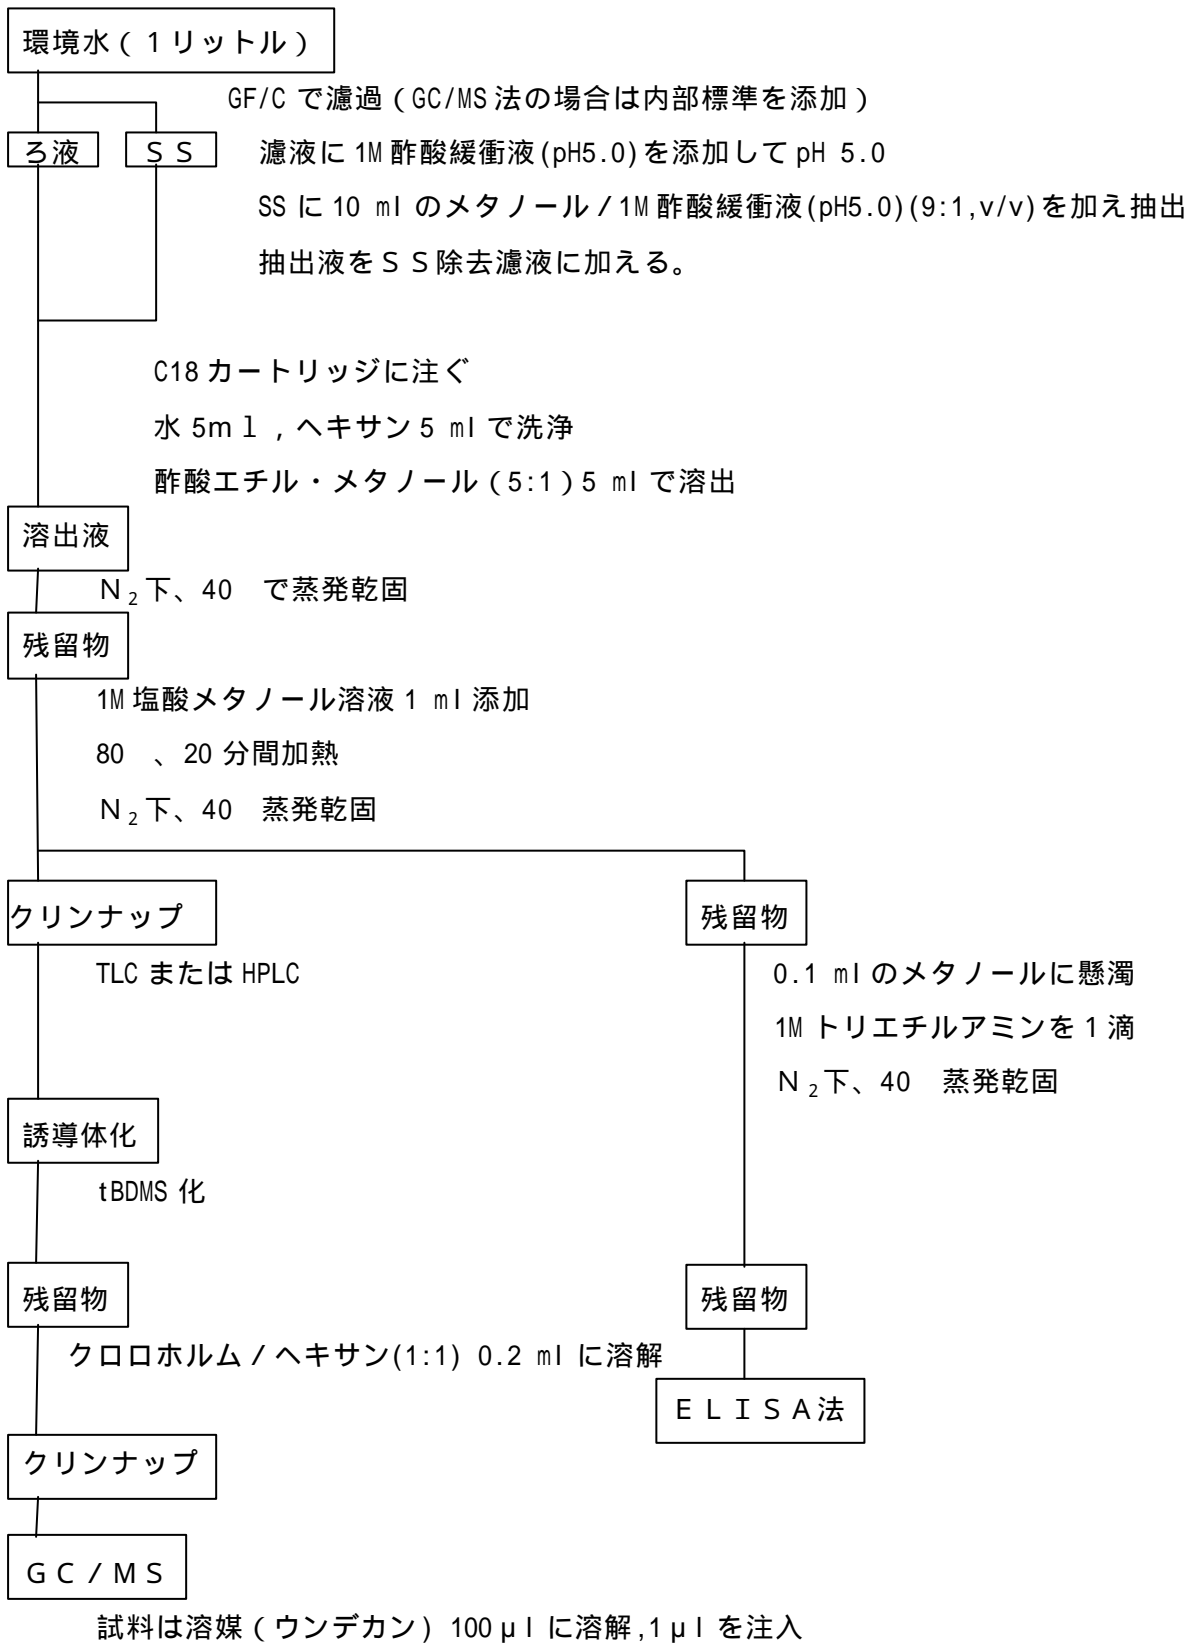 環境水（１リットル）
GF/C で濾過（GC/MS 法の場合は内部標準を添加）
ろ液
ＳＳ
濾液に 1M 酢酸緩衝液(pH5.0)を添加して pH 5.0
SS に 10 ml のメタノール／1M 酢酸緩衝液(pH5.0)(9:1,v/v)を加え抽出
抽出液をＳＳ除去濾液に加える。
C18 カートリッジに注ぐ
水 5mｌ，ヘキサン 5 ml で洗浄
酢酸エチル・メタノール（5:1）5 ml で溶出
溶出液
Ｎ₂下、40　で蒸発乾固
残留物
1M 塩酸メタノール溶液 1 ml 添加
80　、20 分間加熱
Ｎ₂下、40　蒸発乾固
クリンナップ
残留物
TLC または HPLC
0.1 ml のメタノールに懸濁
1M トリエチルアミンを 1 滴
Ｎ₂下、40　蒸発乾固
誘導体化
tBDMS 化
残留物
残留物
クロロホルム／ヘキサン(1:1) 0.2 ml に溶解
ＥＬＩＳＡ法
クリンナップ
ＧＣ／ＭＳ
試料は溶媒（ウンデカン）100μl に溶解,1μl を注入